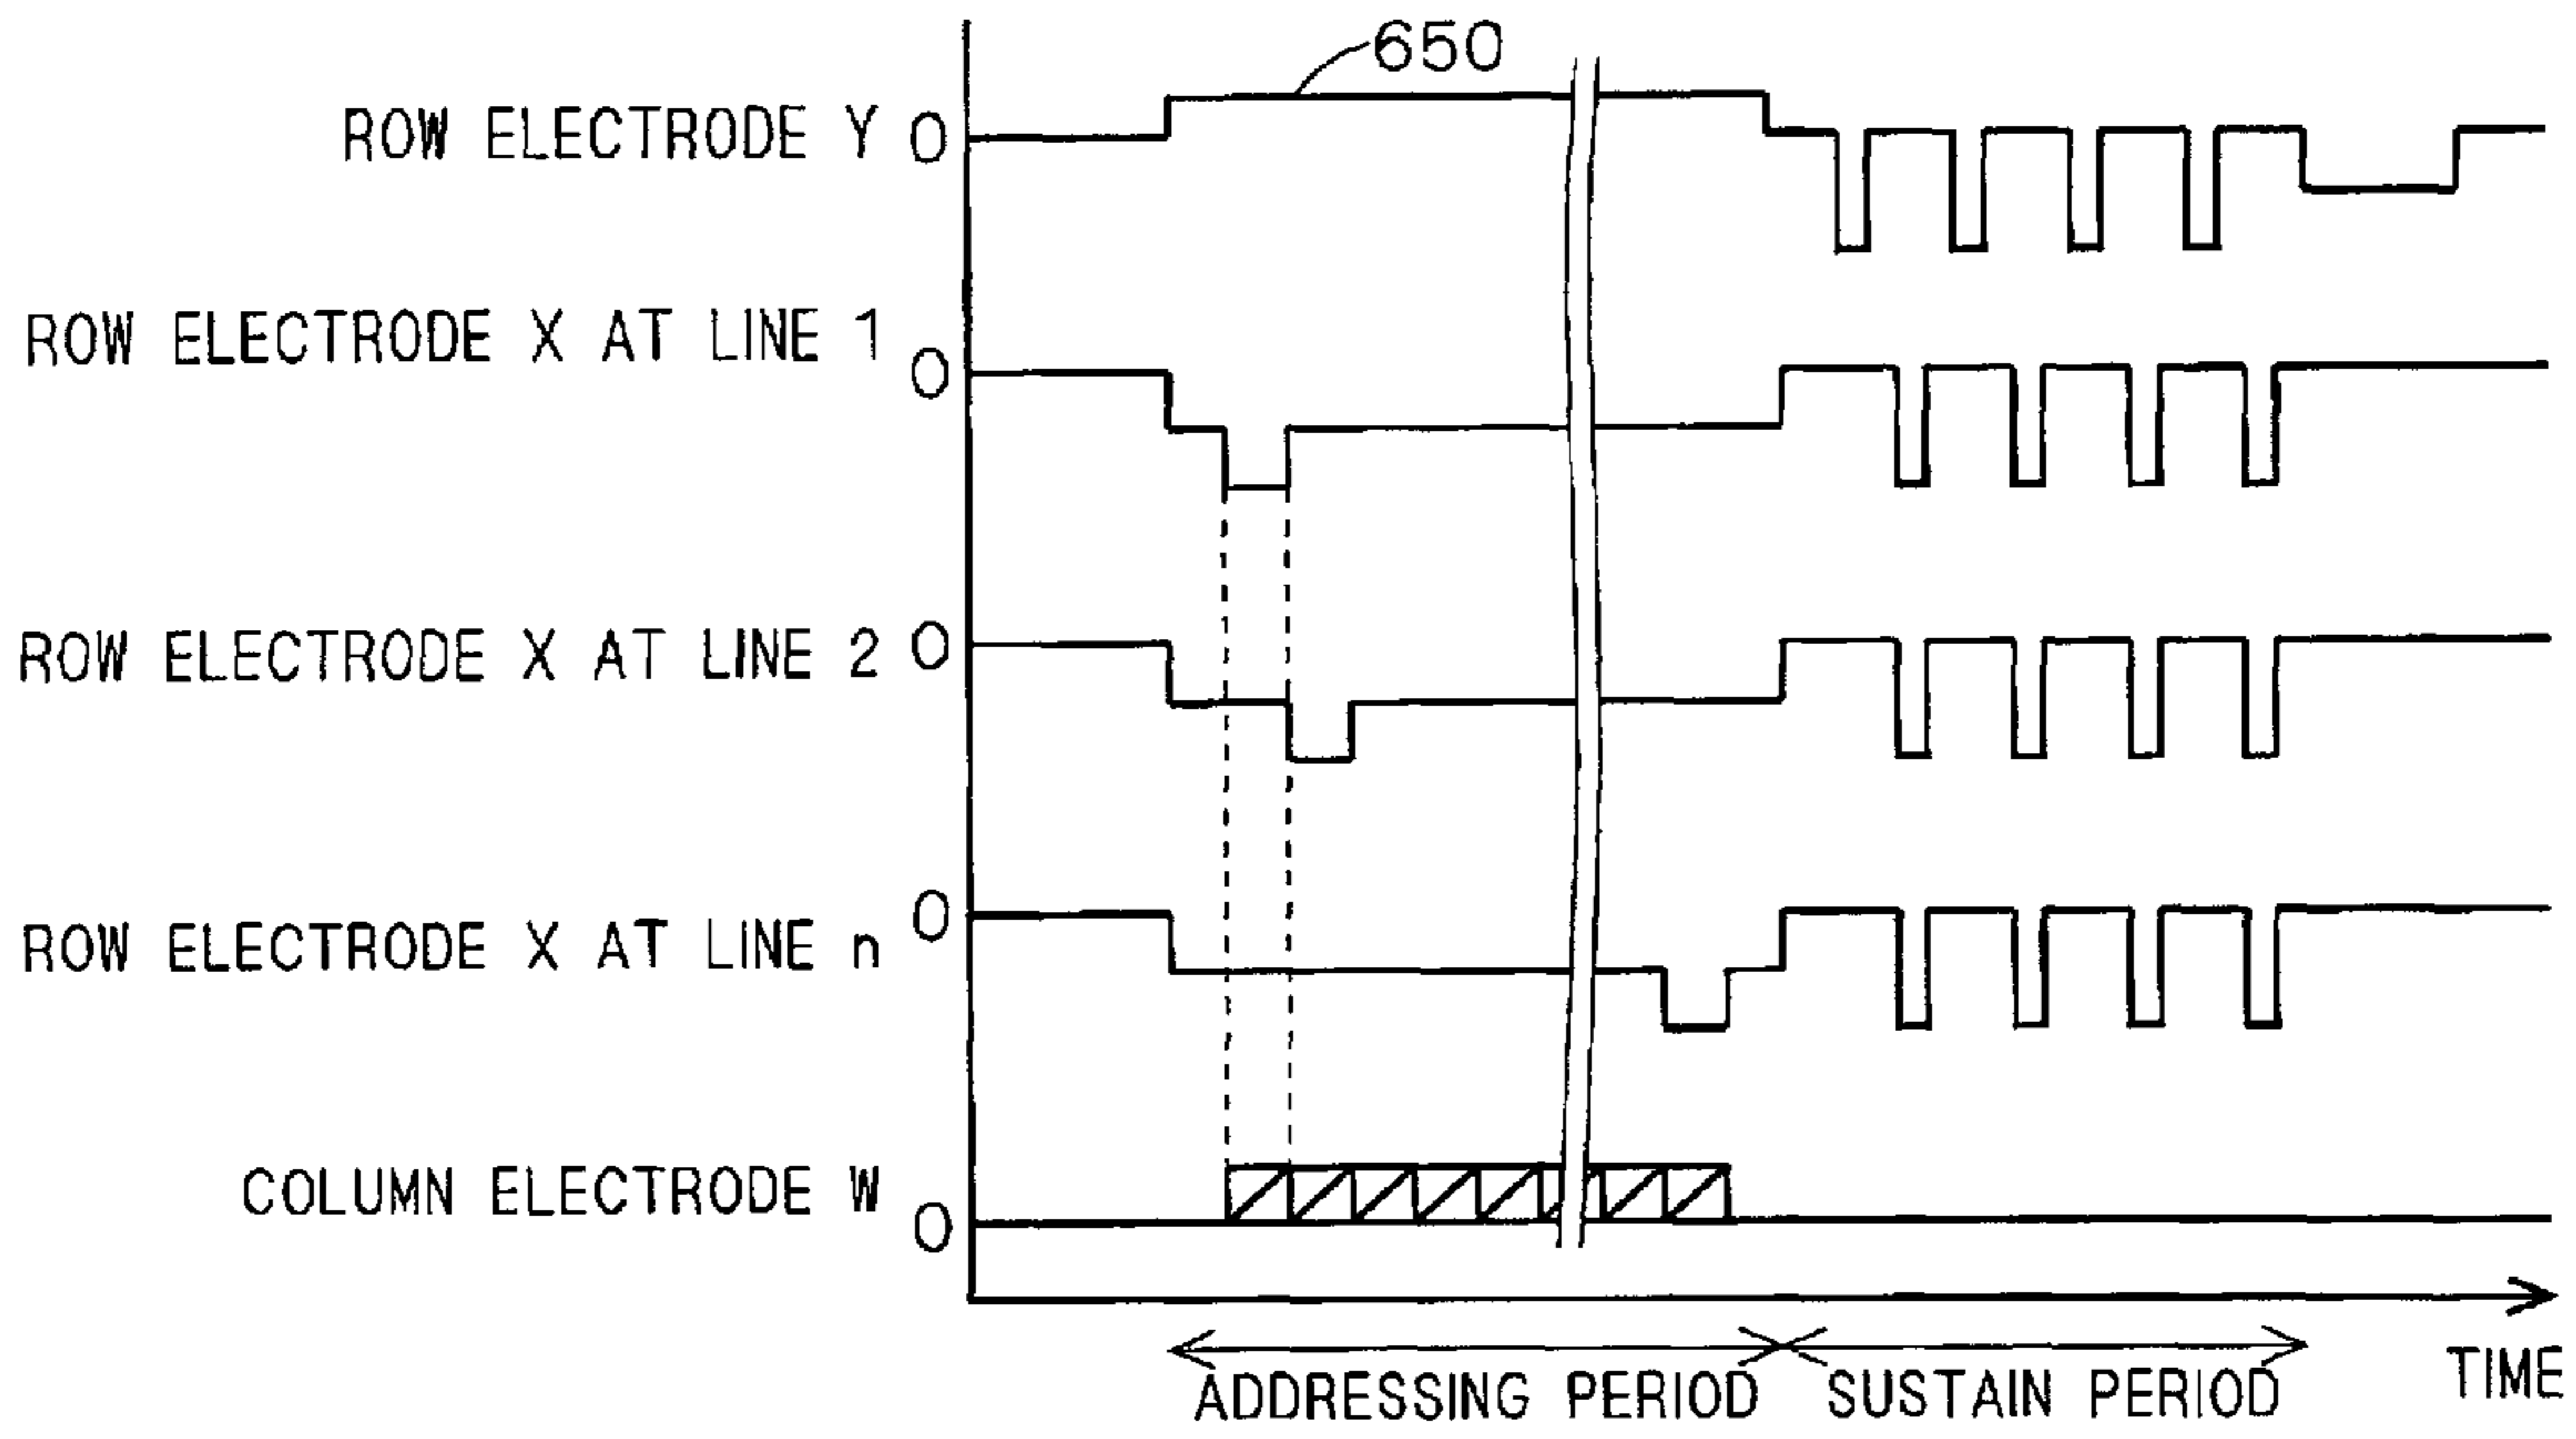 650
ROW ELECTRODE Y 0
ROW ELECTRODE X AT LINE 1
0
ROW ELECTRODE X AT LINE 2 0
ROW ELECTRODE X AT LINE n 0
COLUMN ELECTRODE W
0
ADDRESSING PERIOD SUSTAIN PERIOD TIME